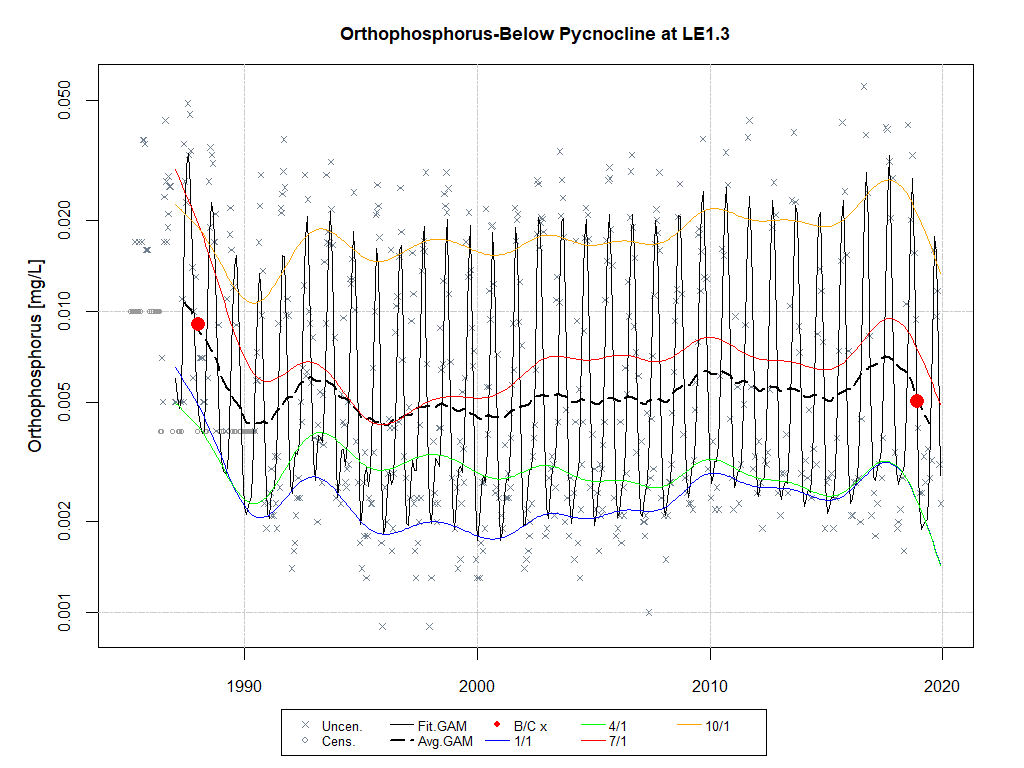 Orthophosphorus-Below Pycnocline at LE1.3
Orthophosphorus [mg/L]
0.050
0.020
0.010
0.005
0.002
0.001
1990 2000 2010 2020
Uncen. Fit.GAM B/C x 4/1 10/1
Cens. Avg.GAM 1/1 7/1